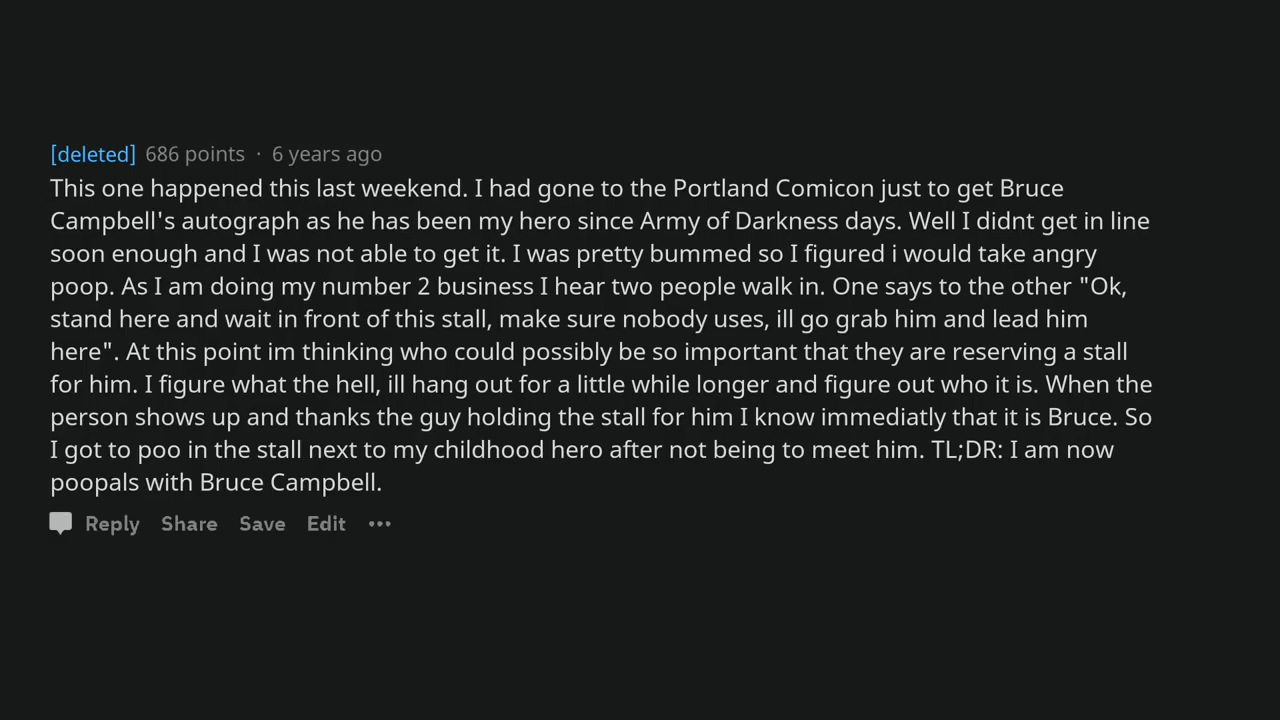 [deleted] 686 points · 6 years ago
This one happened this last weekend. I had gone to the Portland Comicon just to get Bruce
Campbell's autograph as he has been my hero since Army of Darkness days. Well I didnt get in line
soon enough and I was not able to get it. I was pretty bummed so I figured i would take angry
poop. As I am doing my number 2 business I hear two people walk in. One says to the other "Ok,
stand here and wait in front of this stall, make sure nobody uses, ill go grab him and lead him
here". At this point im thinking who could possibly be so important that they are reserving a stall
for him. I figure what the hell, ill hang out for a little while longer and figure out who it is. When the
person shows up and thanks the guy holding the stall for him I know immediatly that it is Bruce. So
I got to poo in the stall next to my childhood hero after not being to meet him. TL;DR: I am now
poopals with Bruce Campbell.
Reply Share Save Edit •••